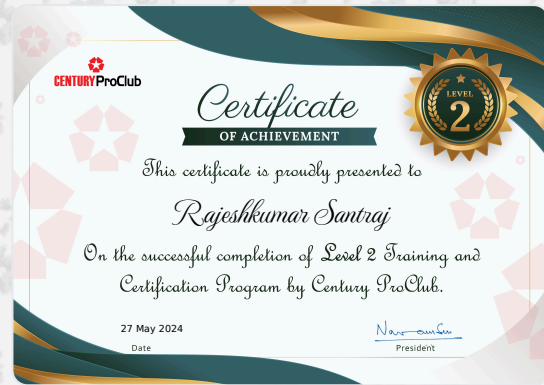 CENTURY ProClub
LEVEL
2
Certificate
OF ACHIEVEMENT
This certificate is proudly presented to
Rajeshkumar Santraj
On the successful completion of Level 2 Training and
Certification Program by Century ProClub.
27 May 2024
Date
President